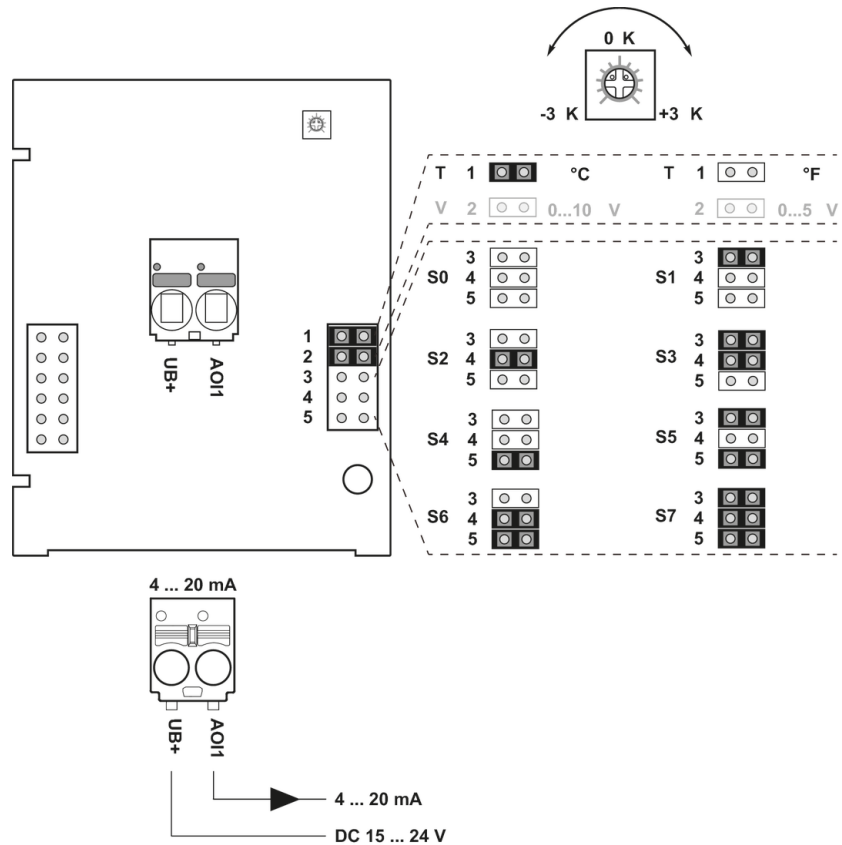 0 K
-3 K +3 K
T 1 °C T 1 °F
V 2 0...10 V 2 0...5 V
3 3
S0 4 S1 4
5 5
1
2
3
4
5
UB+ AOI1
3 3
S2 4 S3 4
5 5
3 3
S4 4 S5 4
5 5
3 3
S6 4 S7 4
5 5
4 ... 20 mA
UB+ AOI1
4 ... 20 mA
DC 15 ... 24 V